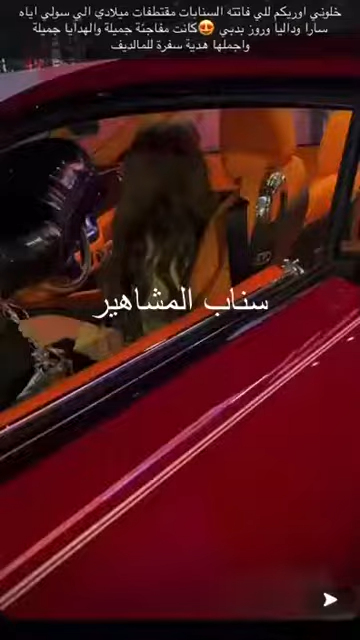 خلوني اوريكم للي فاتته السنابات مقتطفات ميلادي الي سولي اياه
سارا وداليا وروز بدبي 😍كانت مفاجئة جميلة والهدايا جميلة
واجملها هدية سفرة للمالديف
سناب المشاهير